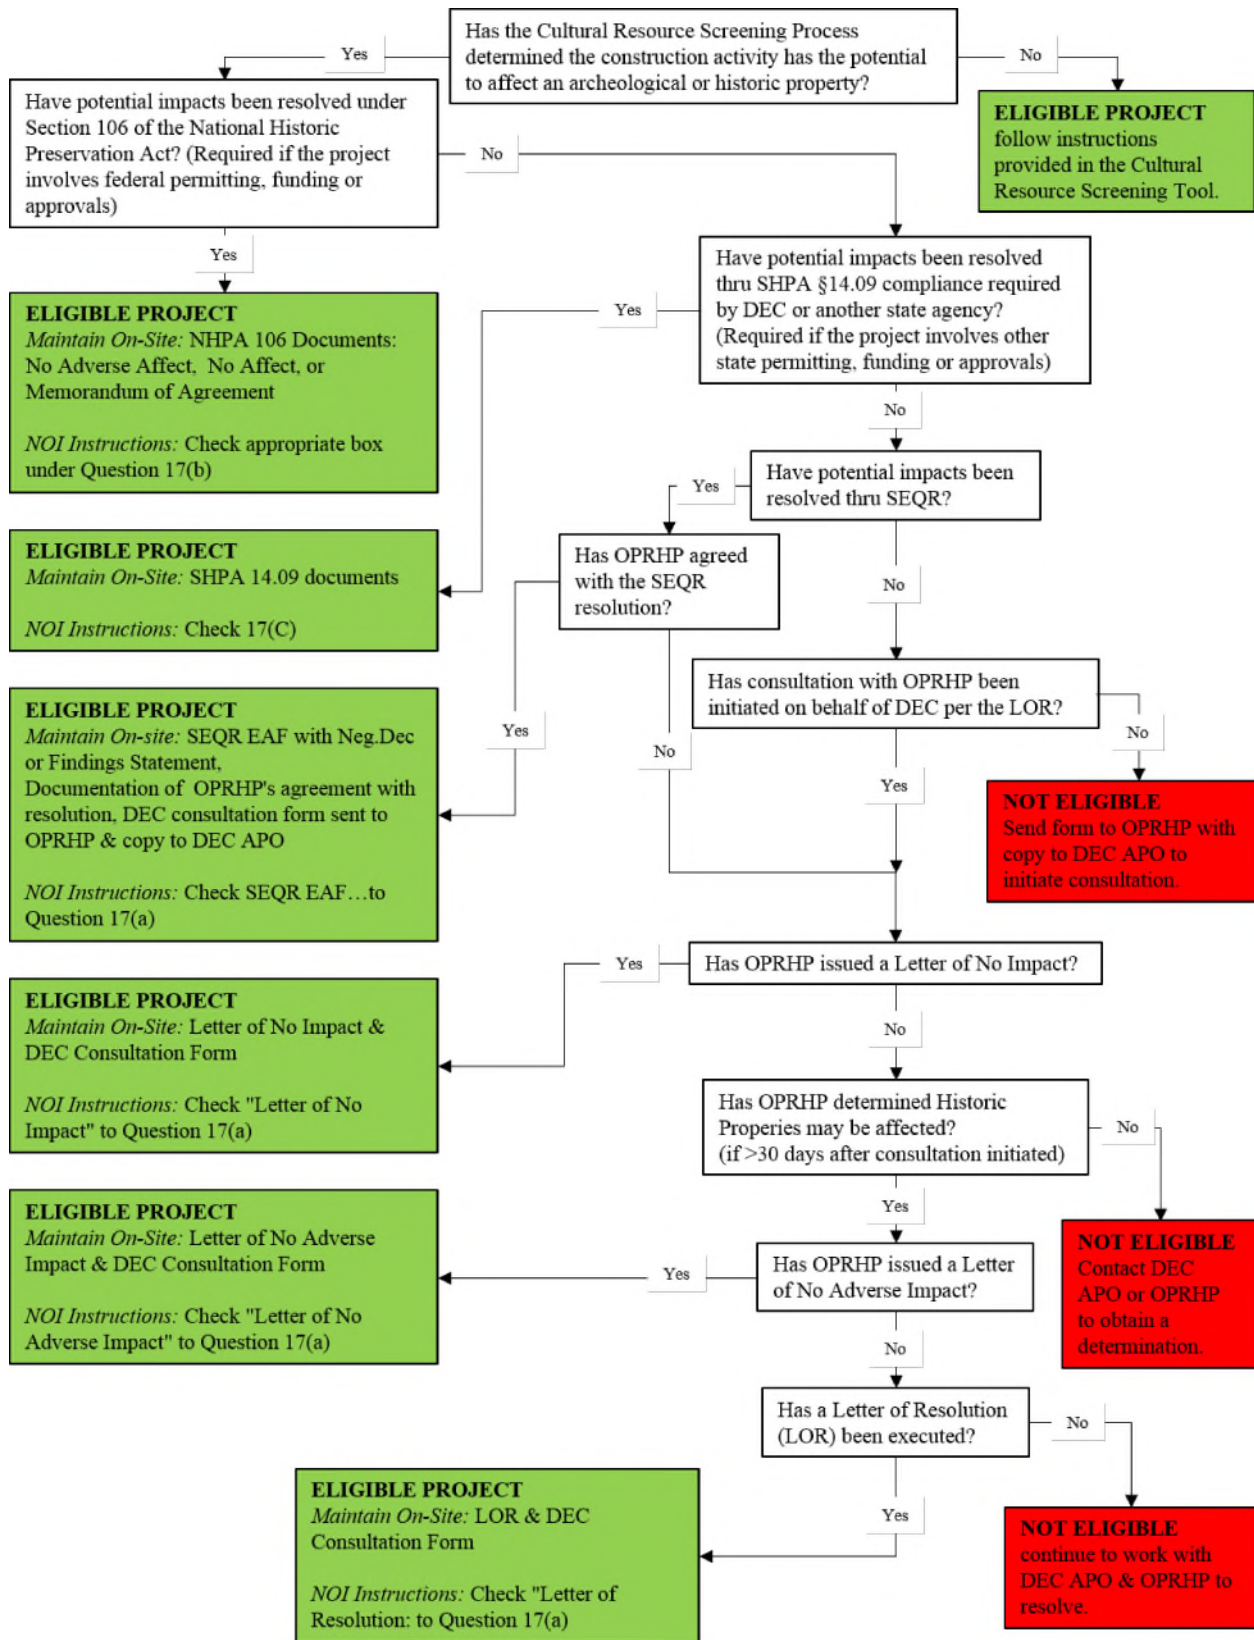 Has the Cultural Resource Screening Process
determined the construction activity has the potential
to affect an archeological or historic property?
Yes
No
Have potential impacts been resolved under
Section 106 of the National Historic
Preservation Act? (Required if the project
involves federal permitting, funding or
approvals)
ELIGIBLE PROJECT
follow instructions
provided in the Cultural
Resource Screening Tool.
No
Yes
Have potential impacts been resolved
thru SHPA §14.09 compliance required
by DEC or another state agency?
(Required if the project involves other
state permitting, funding or approvals)
ELIGIBLE PROJECT
Maintain On-Site: NHPA 106 Documents:
No Adverse Affect, No Affect, or
Memorandum of Agreement
NOI Instructions: Check appropriate box
under Question 17(b)
Yes
No
Have potential impacts been
resolved thru SEQR?
Yes
ELIGIBLE PROJECT
Maintain On-Site: SHPA 14.09 documents
NOI Instructions: Check 17(C)
Has OPRHP agreed
with the SEQR
resolution?
No
Has consultation with OPRHP been
initiated on behalf of DEC per the LOR?
ELIGIBLE PROJECT
Maintain On-site: SEQR EAF with Neg.Dec
or Findings Statement,
Documentation of OPRHP's agreement with
resolution, DEC consultation form sent to
OPRHP & copy to DEC APO
NOI Instructions: Check SEQR EAF…to
Question 17(a)
Yes
No
Yes
No
NOT ELIGIBLE
Send form to OPRHP with
copy to DEC APO to
initiate consultation.
Has OPRHP issued a Letter of No Impact?
Yes
No
ELIGIBLE PROJECT
Maintain On-Site: Letter of No Impact &
DEC Consultation Form
NOI Instructions: Check "Letter of No
Impact" to Question 17(a)
Has OPRHP determined Historic
Properies may be affected?
(if >30 days after consultation initiated)
No
Yes
ELIGIBLE PROJECT
Maintain On-Site: Letter of No Adverse
Impact & DEC Consultation Form
NOI Instructions: Check "Letter of No
Adverse Impact" to Question 17(a)
Yes
Has OPRHP issued a Letter
of No Adverse Impact?
NOT ELIGIBLE
Contact DEC
APO or OPRHP
to obtain a
determination.
No
Has a Letter of Resolution
(LOR) been executed?
No
Yes
ELIGIBLE PROJECT
Maintain On-Site: LOR & DEC
Consultation Form
NOI Instructions: Check "Letter of
Resolution: to Question 17(a)
NOT ELIGIBLE
continue to work with
DEC APO & OPRHP to
resolve.